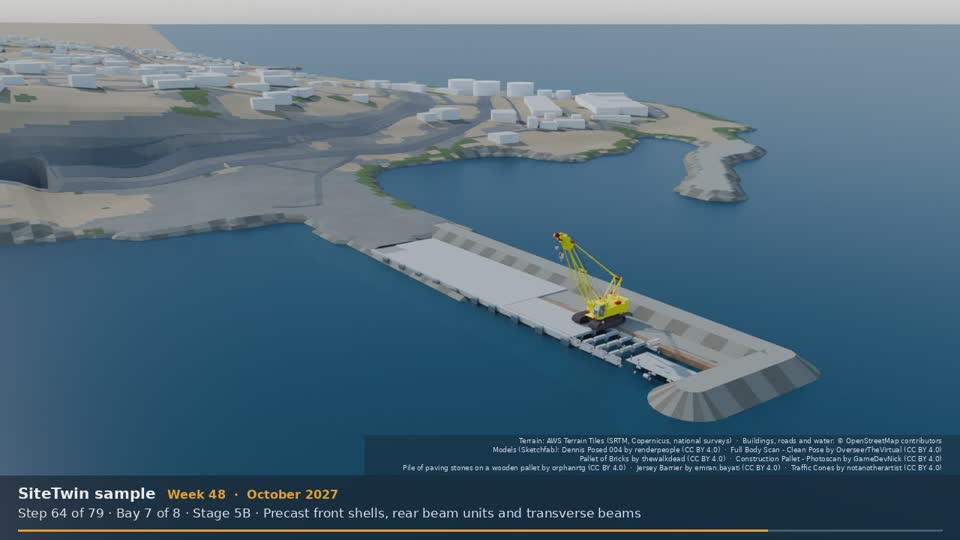 Terrain: AWS Terrain Tiles (SRTM, Copernicus, national surveys) · Buildings, roads and water: © OpenStreetMap contributors
Models (Sketchfab): Dennis Posed 004 by renderpeople (CC BY 4.0) · Full Body Scan - Clean Pose by OverseerTheVirtual (CC BY 4.0)
Pallet of Bricks by thewalkdead (CC BY 4.0) · Construction Pallet - Photoscan by GameDevNick (CC BY 4.0)
Pile of paving stones on a wooden pallet by orphanrtg (CC BY 4.0) · Jersey Barrier by emran.bayati (CC BY 4.0) · Traffic Cones by notanotherartist (CC BY 4.0)
SiteTwin sample Week 48 · October 2027
Step 64 of 79 · Bay 7 of 8 · Stage 5B · Precast front shells, rear beam units and transverse beams